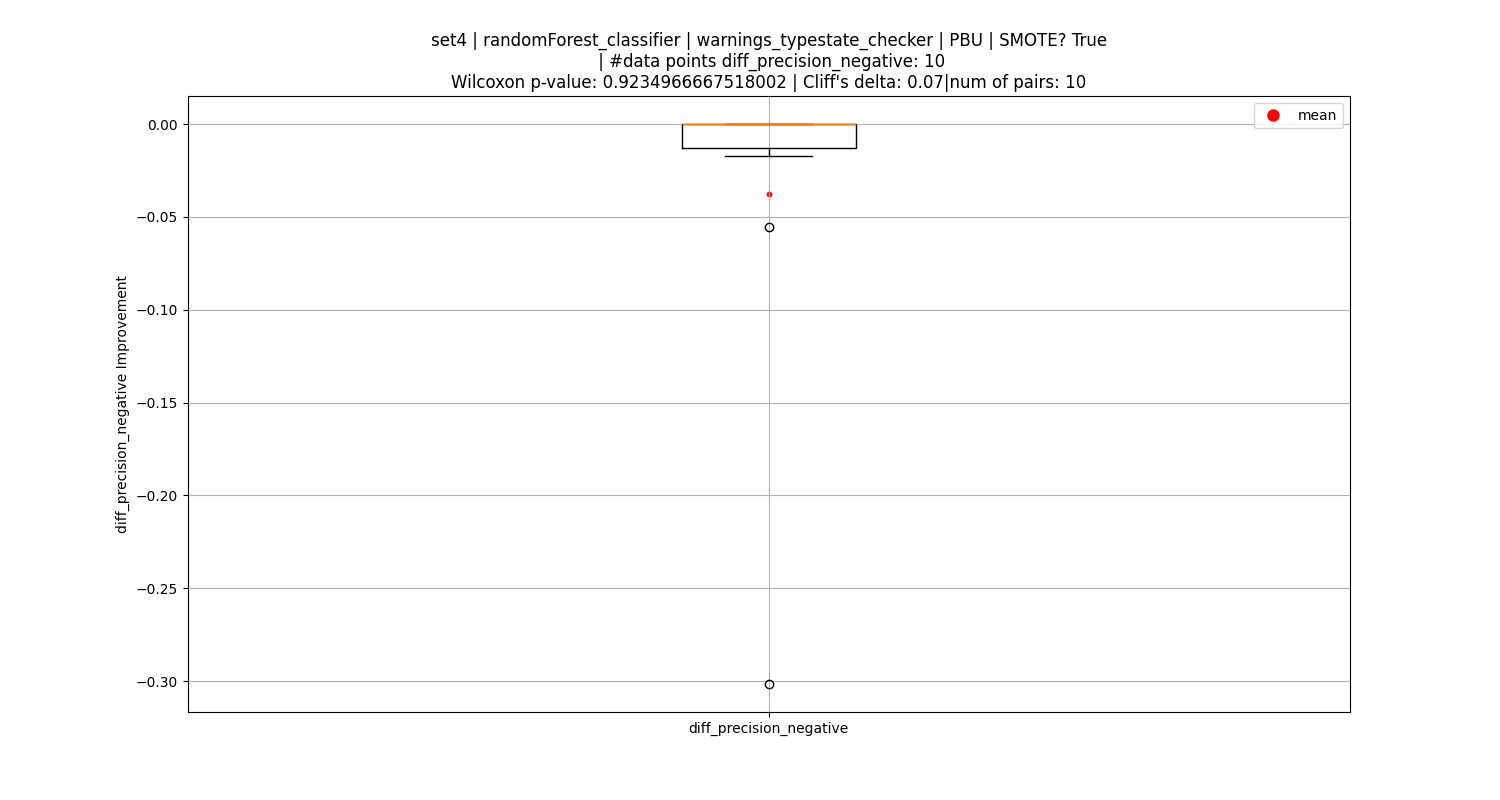 set4 | randomForest_classifier | warnings_typestate_checker | PBU | SMOTE? True
| #data points diff_precision_negative: 10
Wilcoxon p-value: 0.9234966667518002 | Cliff's delta: 0.07|num of pairs: 10
mean
0.00
−0.05
−0.10
−0.15
−0.20
−0.25
−0.30
diff_precision_negative Improvement
diff_precision_negative